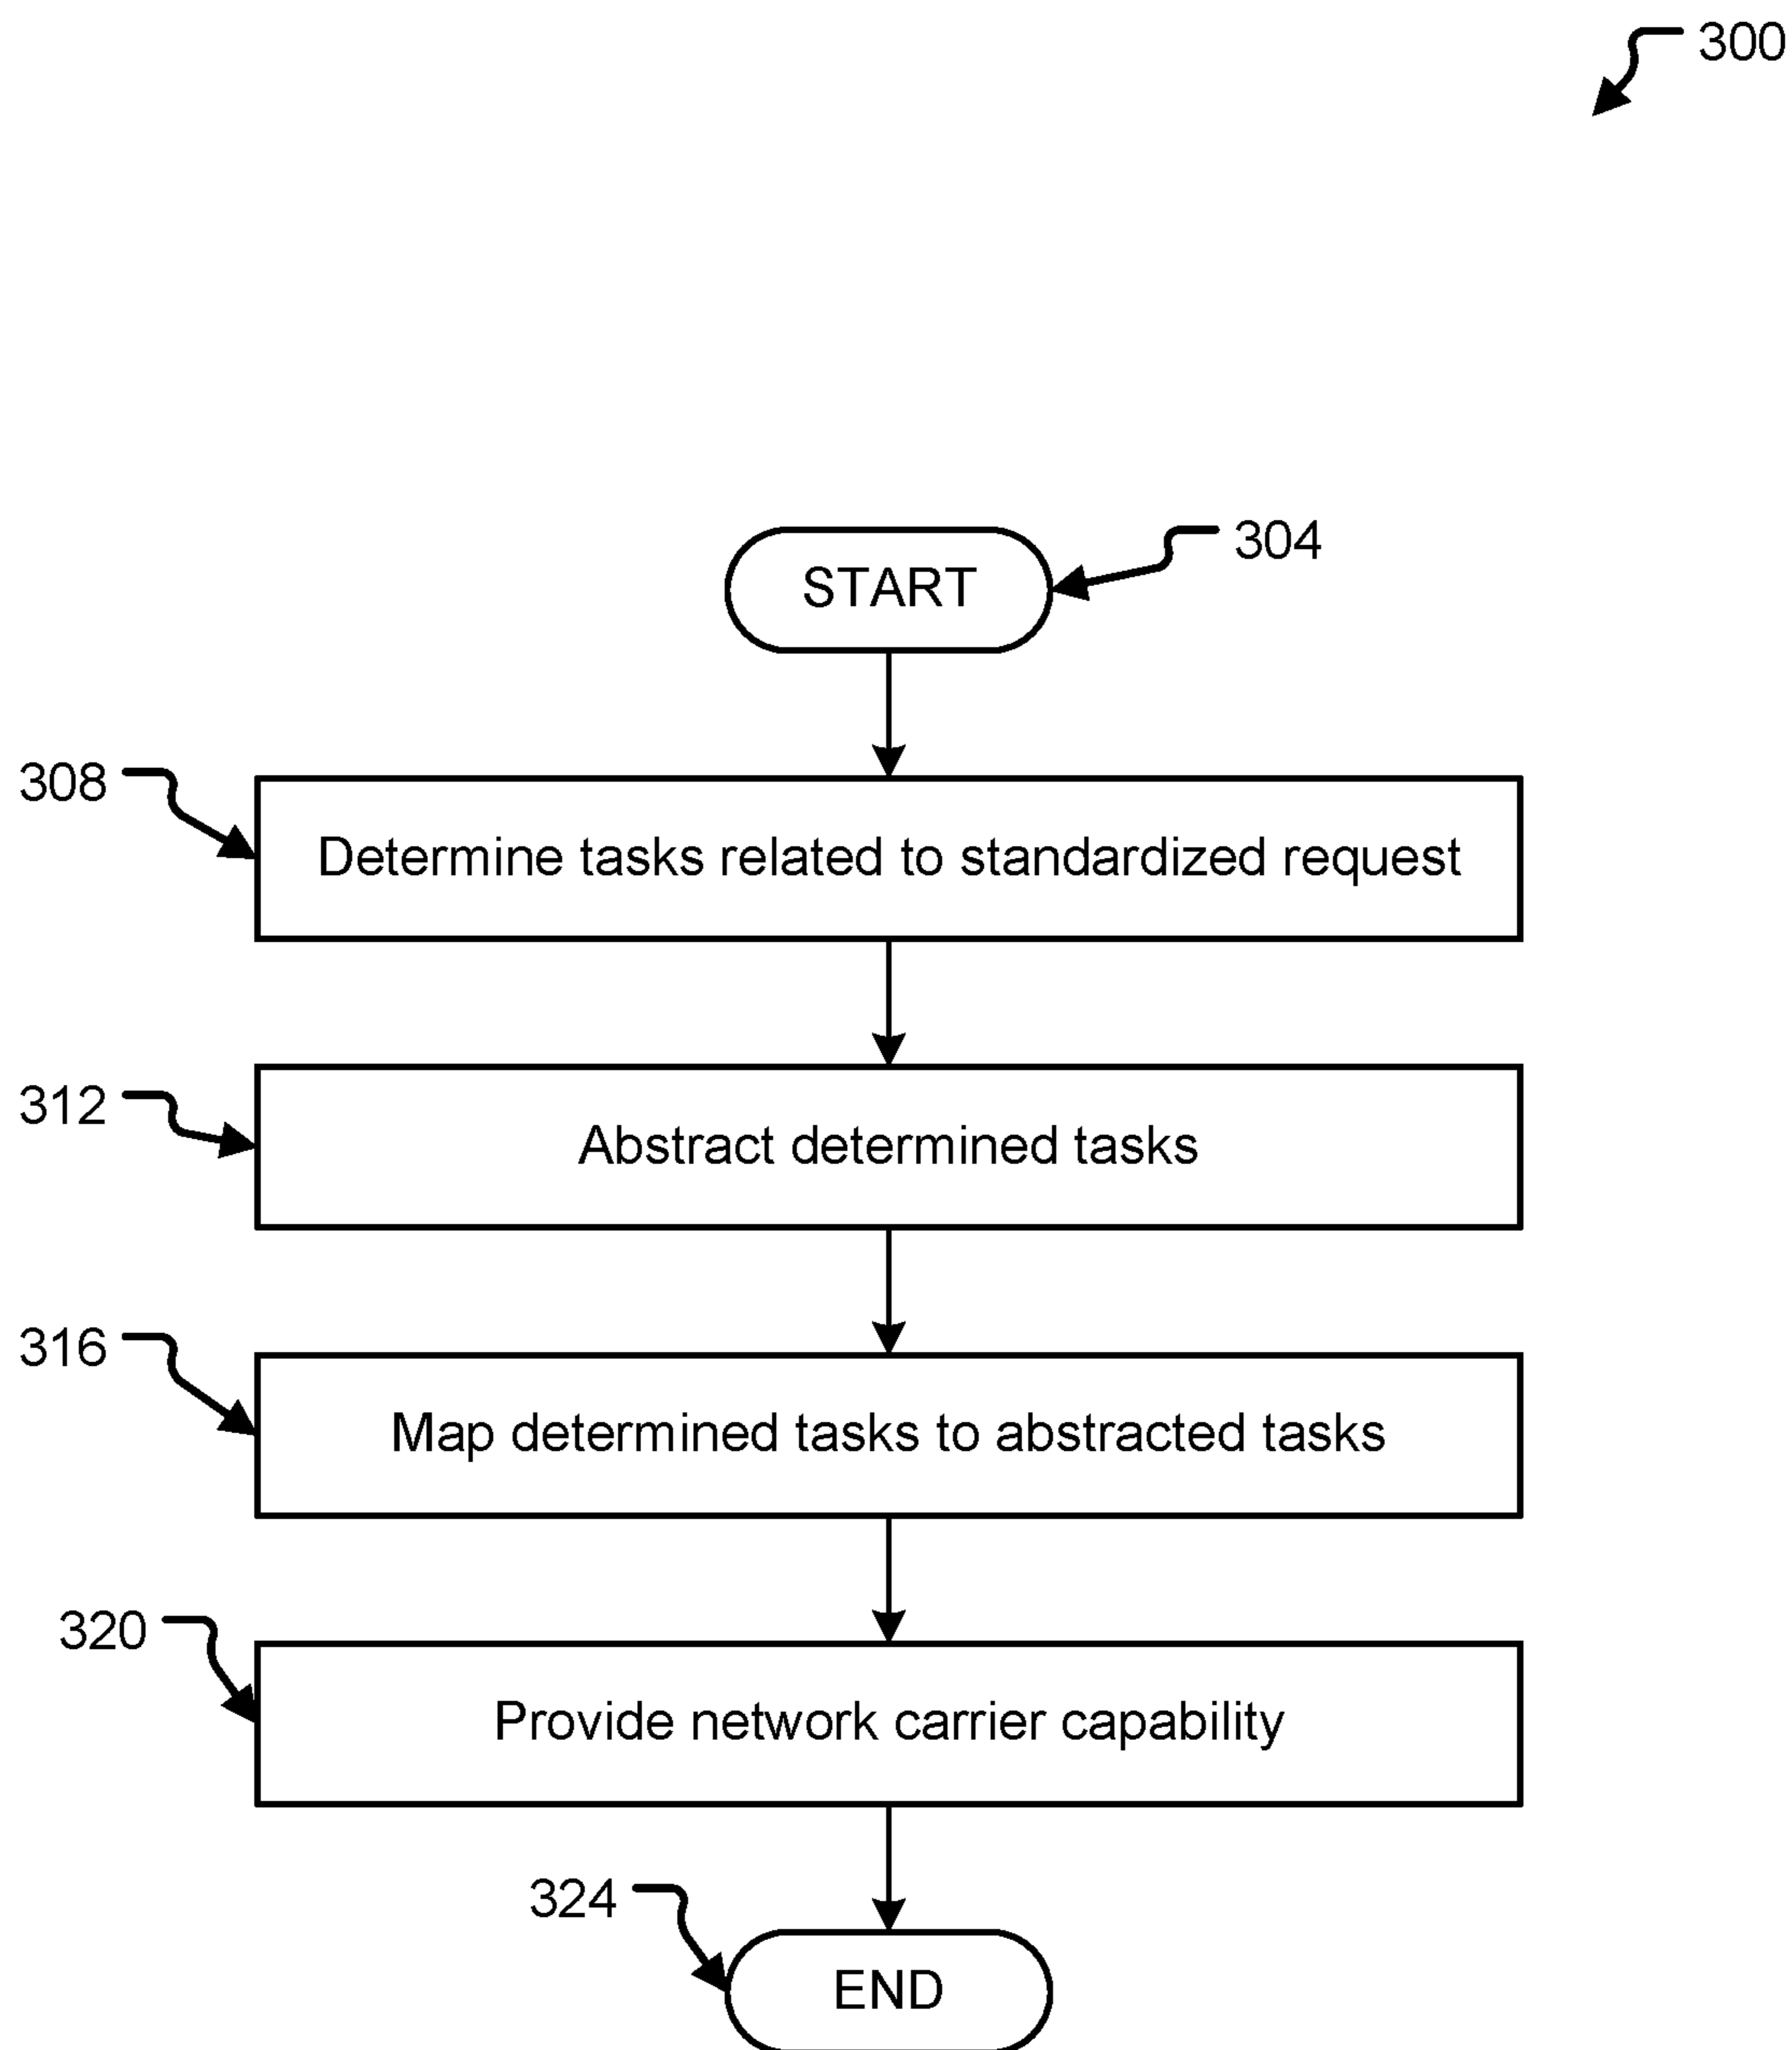 300
START
304
308
Determine tasks related to standardized request
312
Abstract determined tasks
316
Map determined tasks to abstracted tasks
320
Provide network carrier capability
324
END